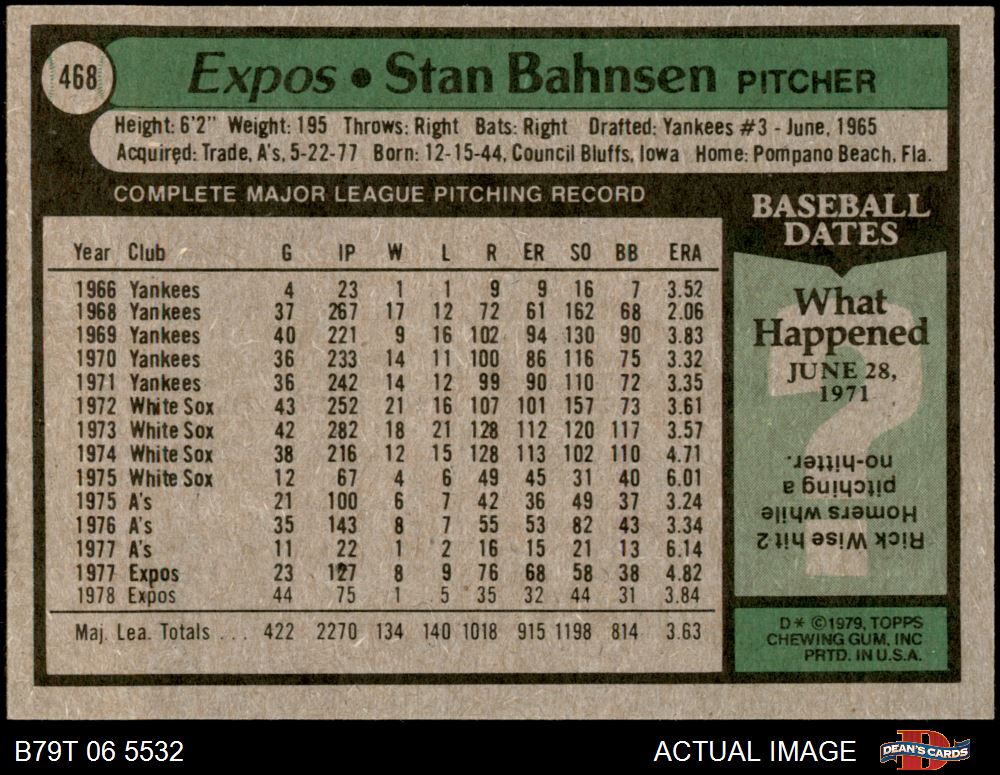 468
Expos • Stan Bahnsen PITCHER
Height: 6'2" Weight: 195 Throws: Right Bats: Right Drafted: Yankees #3 - June, 1965
Acquired: Trade, A's, 5-22-77 Born: 12-15-44, Council Bluffs, Iowa Home: Pompano Beach, Fla.
COMPLETE MAJOR LEAGUE PITCHING RECORD
Year Club G IP W L R ER SO BB ERA
1966 Yankees 4 23 1 1 9 9 16 7 3.52
1968 Yankees 37 267 17 12 72 61 162 68 2.06
1969 Yankees 40 221 9 16 102 94 130 90 3.83
1970 Yankees 36 233 14 11 100 86 116 75 3.32
1971 Yankees 36 242 14 12 99 90 110 72 3.35
1972 White Sox 43 252 21 16 107 101 157 73 3.61
1973 White Sox 42 282 18 21 128 112 120 117 3.57
1974 White Sox 38 216 12 15 128 113 102 110 4.71
1975 White Sox 12 67 4 6 49 45 31 40 6.01
1975 A's 21 100 6 7 42 36 49 37 3.24
1976 A's 35 143 8 7 55 53 82 43 3.34
1977 A's 11 22 1 2 16 15 21 13 6.14
1977 Expos 23 127 8 9 76 68 58 38 4.82
1978 Expos 44 75 1 5 35 32 44 31 3.84
Maj. Lea. Totals ... 422 2270 134 140 1018 915 1198 814 3.63
BASEBALL
DATES
What
Happened
JUNE 28,
1971
?
Rick Wise hit 2
Homers while
pitching a
no-hitter.
D* ©1979, TOPPS
CHEWING GUM, INC
PRTD. IN U.S.A.
B79T 06 5532
ACTUAL IMAGE
D
DEAN'S CARDS